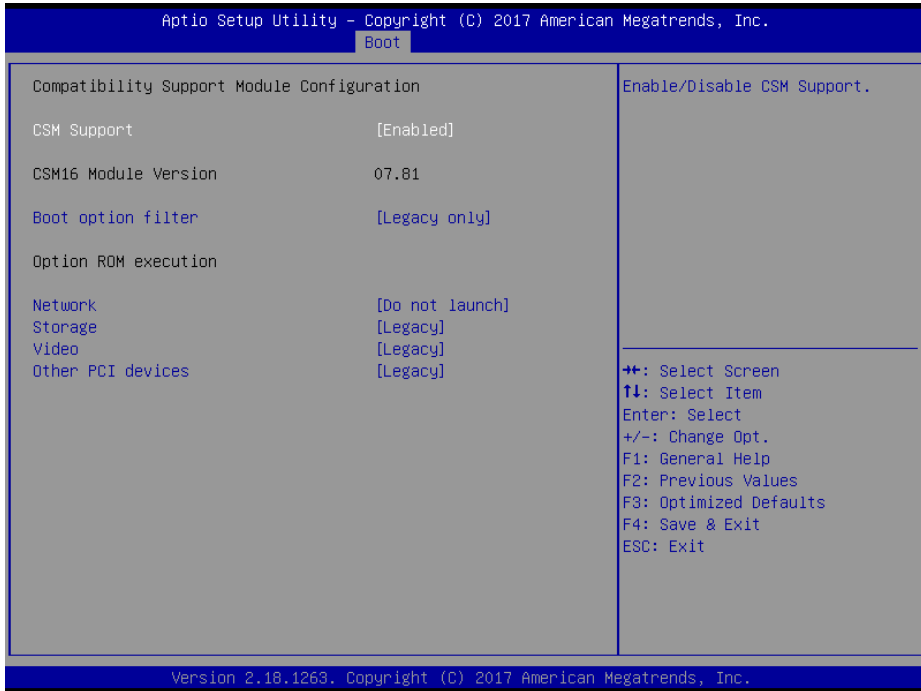 Aptio Setup Utility – Copyright (C) 2017 American Megatrends, Inc.
Boot
Compatibility Support Module Configuration
Enable/Disable CSM Support.
CSM Support [Enabled]
CSM16 Module Version 07.81
Boot option filter [Legacy only]
Option ROM execution
Network [Do not launch]
Storage [Legacy]
Video [Legacy]
Other PCI devices [Legacy]
→←: Select Screen
↑↓: Select Item
Enter: Select
+/-: Change Opt.
F1: General Help
F2: Previous Values
F3: Optimized Defaults
F4: Save & Exit
ESC: Exit
Version 2.18.1263. Copyright (C) 2017 American Megatrends, Inc.